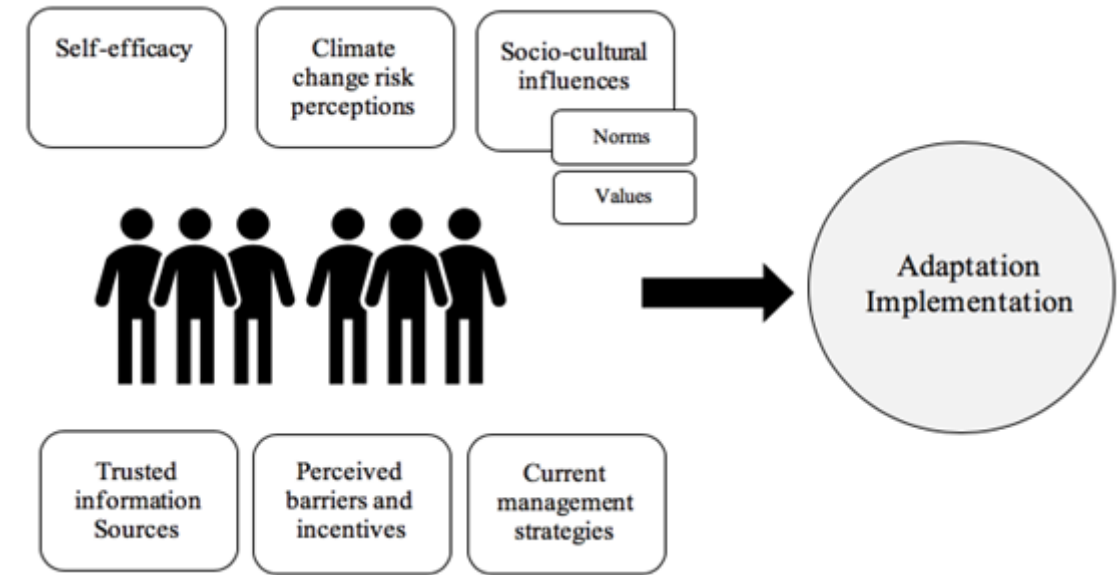 Self-efficacy
Climate
change risk
perceptions
Socio-cultural
influences
Norms
Values
Adaptation
Implementation
Trusted
information
Sources
Perceived
barriers and
incentives
Current
management
strategies